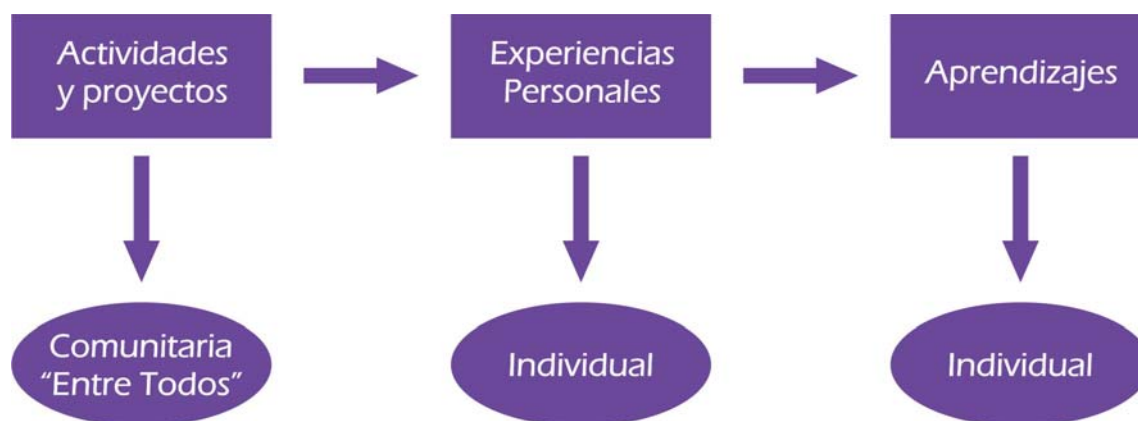 Actividades
y proyectos
Experiencias
Personales
Aprendizajes
Comunitaria
“Entre Todos”
Individual
Individual